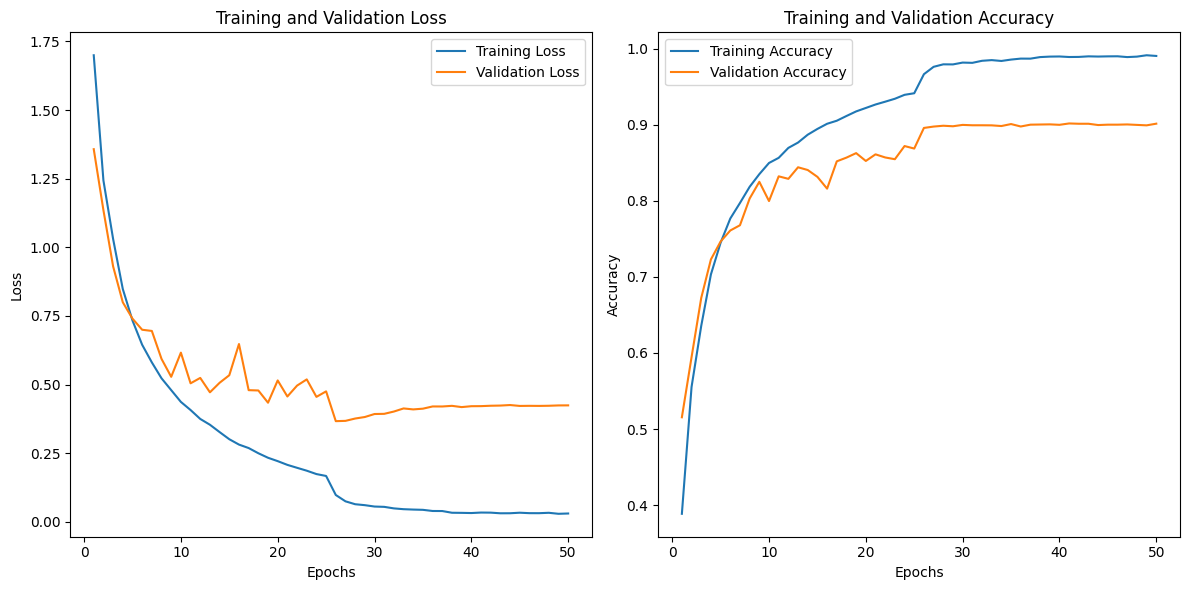 Training and Validation Loss
Training Loss
Validation Loss
Loss
1.75
1.50
1.25
1.00
0.75
0.50
0.25
0.00
0 10 20 30 40 50
Epochs
Training and Validation Accuracy
Training Accuracy
Validation Accuracy
Accuracy
1.0
0.9
0.8
0.7
0.6
0.5
0.4
0 10 20 30 40 50
Epochs